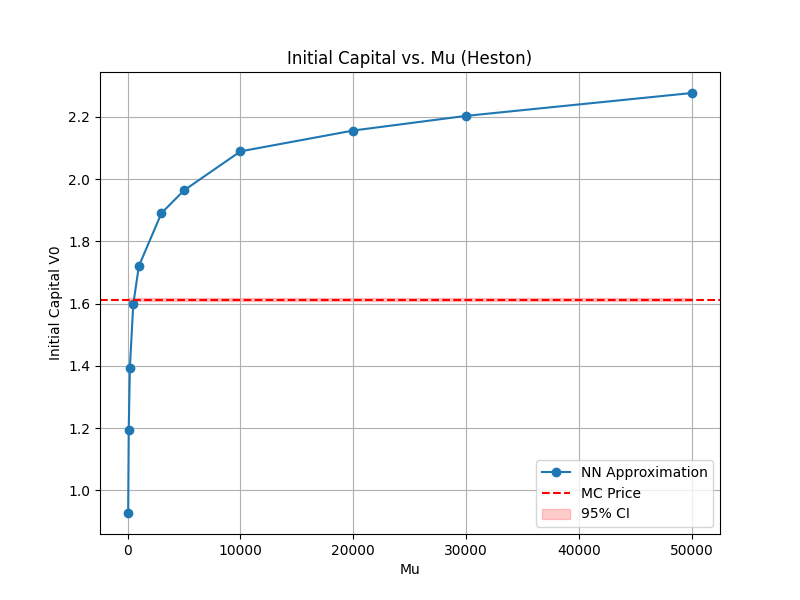 Initial Capital vs. Mu (Heston)
Initial Capital V0
2.2
2.0
1.8
1.6
1.4
1.2
1.0
NN Approximation
MC Price
95% CI
0
10000
20000
30000
40000
50000
Mu